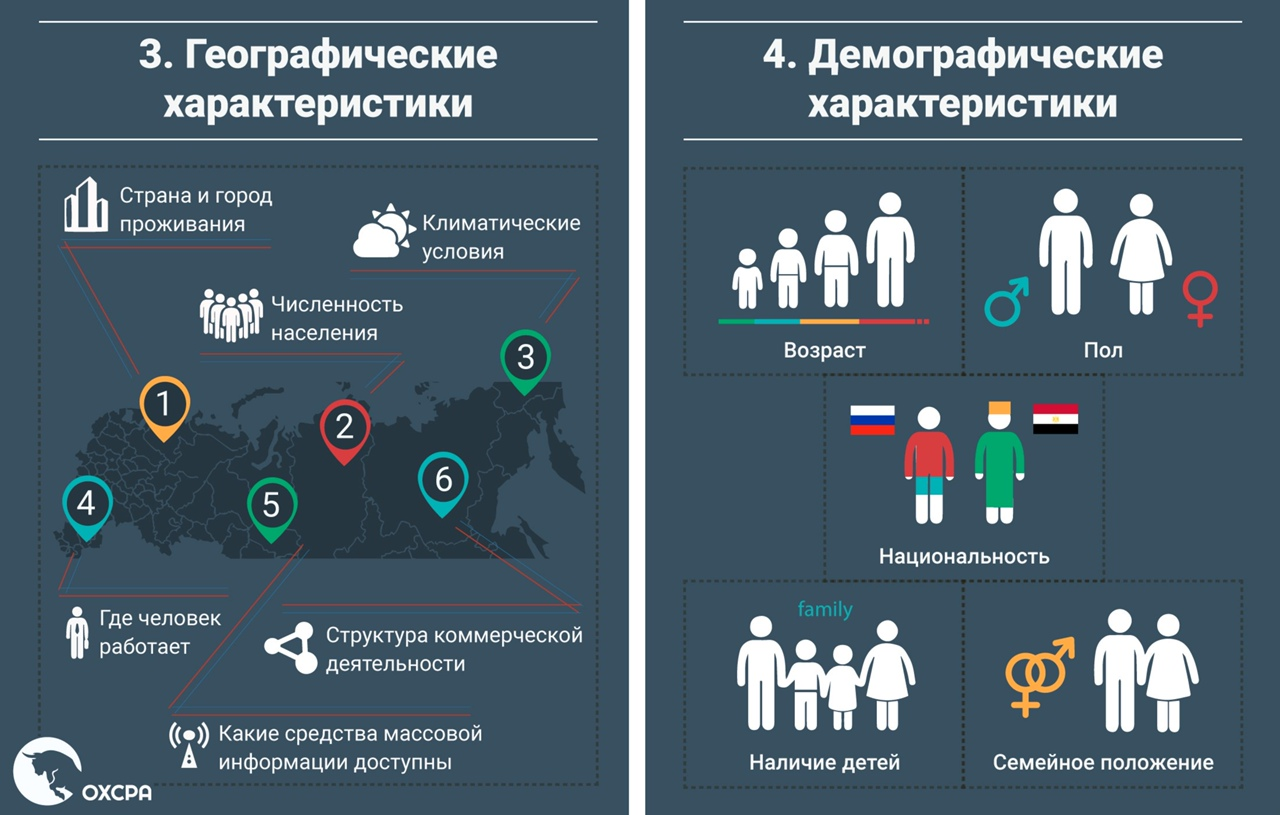 3. Географические
характеристики
Страна и город
проживания
Климатические
условия
Численность
населения
3
1
2
6
4
5
Где человек
работает
Структура коммерческой
деятельности
Какие средства массовой
информации доступны
OXCPA
4. Демографические
характеристики
Возраст
Пол
Национальность
family
Наличие детей
Семейное положение